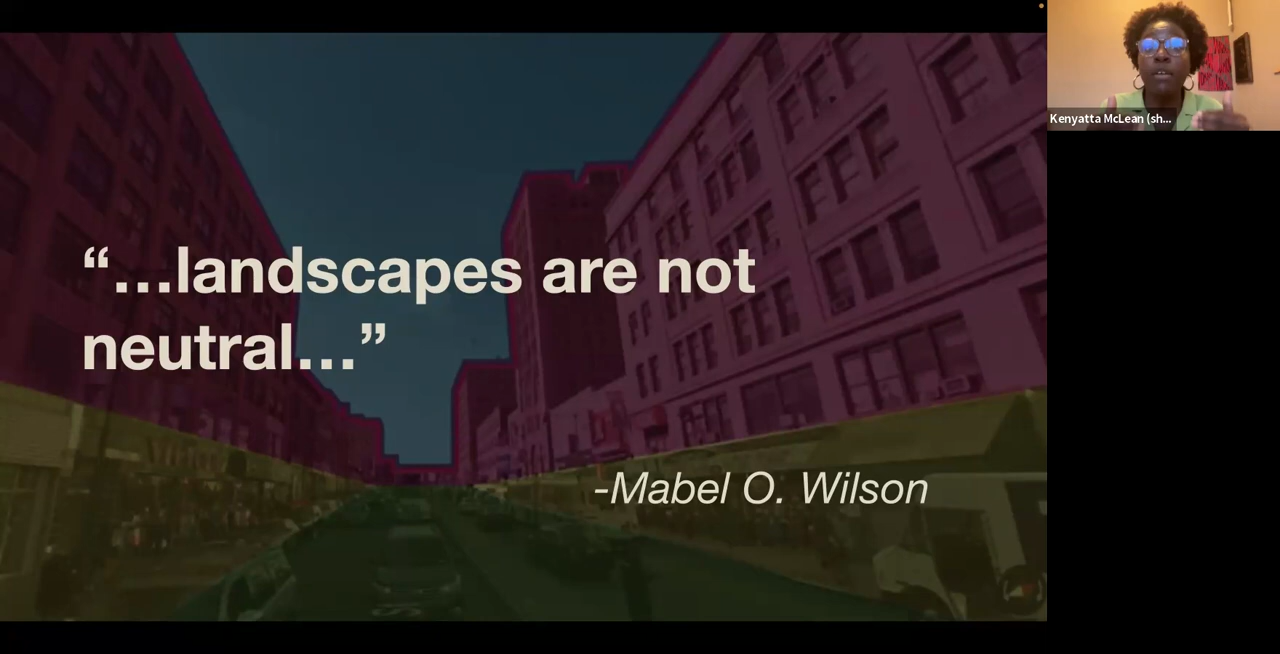 “...landscapes are not
neutral...”
-Mabel O. Wilson
Kenyatta McLean (sh...